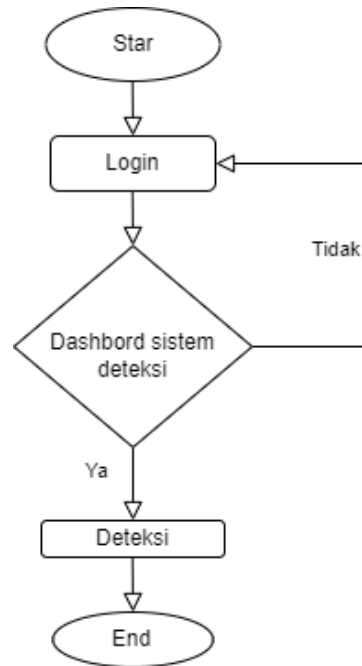 Star
Login
Tidak
Dashbord sistem
deteksi
Ya
Deteksi
End